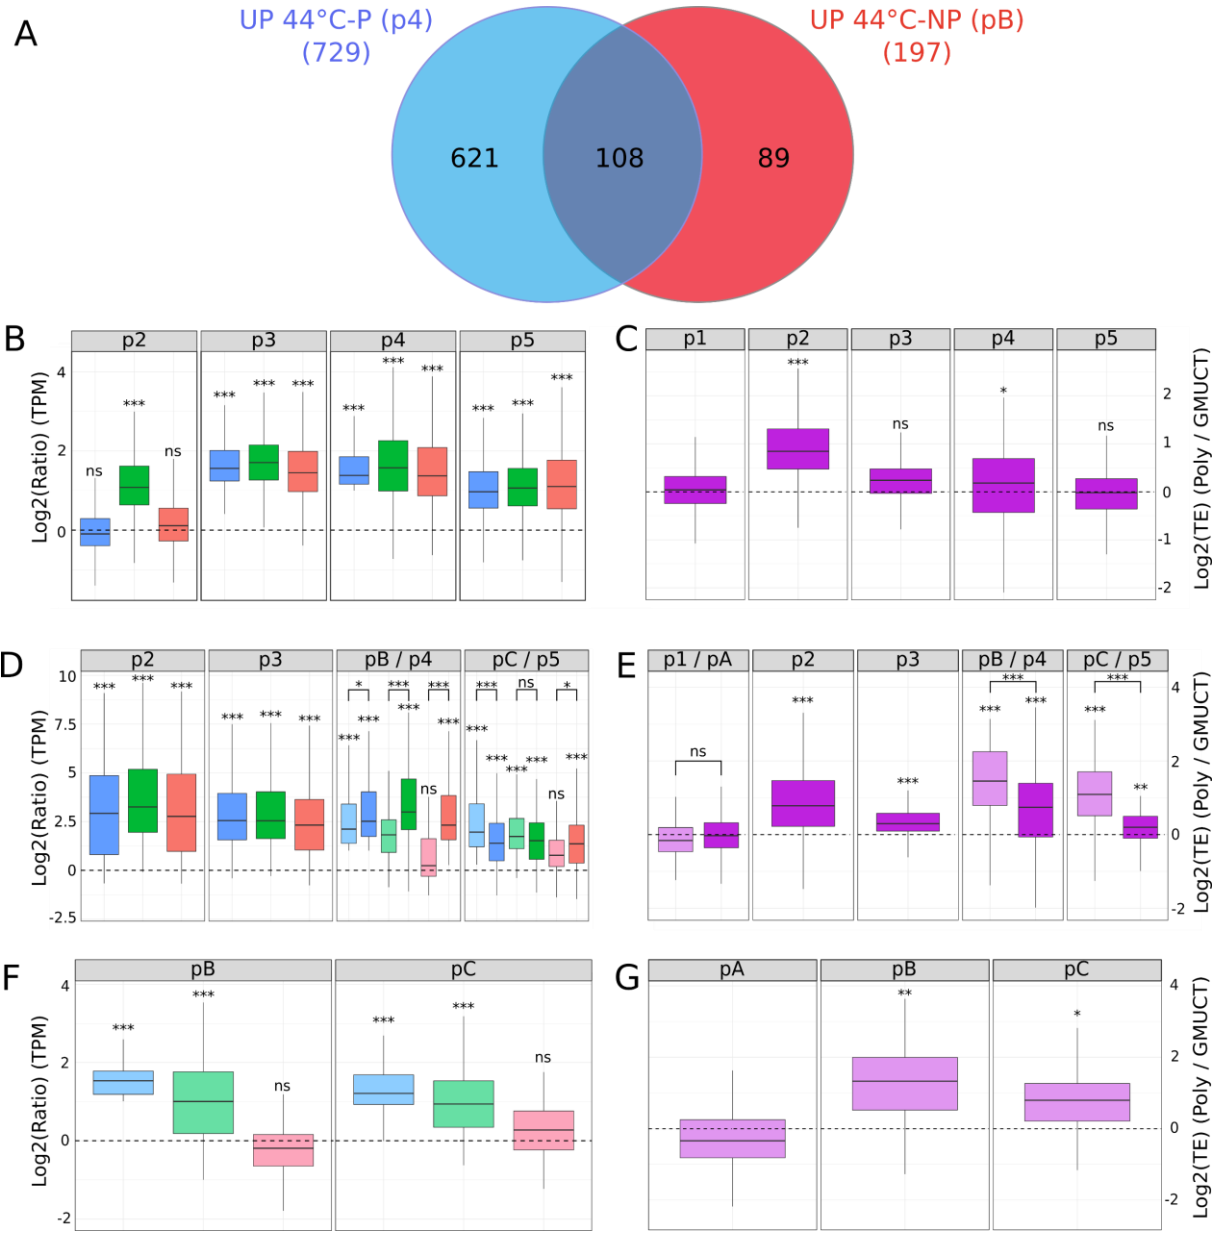 A
UP 44°C-P (p4)
(729)
UP 44°C-NP (pB)
(197)
621
108
89
B
p2
p3
p4
p5
Log2(Ratio) (TPM)
4
2
0
ns
***
ns
***
***
***
***
***
***
***
***
***
C
p1
p2
p3
p4
p5
***
ns
*
ns
2
1
0
-1
-2
Log2(TE) (Poly / GMUCT)
D
p2
p3
pB / p4
pC / p5
Log2(Ratio) (TPM)
10
7.5
5
2.5
0
-2.5
***
***
***
***
***
***
*
***
***
***
***
***
ns
***
***
ns
*
***
***
***
***
ns
***
E
p1 / pA
p2
p3
pB / p4
pC / p5
ns
***
***
***
***
***
***
***
**
4
2
0
-2
Log2(TE) (Poly / GMUCT)
F
pB
pC
Log2(Ratio) (TPM)
4
2
0
-2
***
***
ns
***
***
ns
G
pA
pB
pC
**
*
4
2
0
-2
Log2(TE) (Poly / GMUCT)